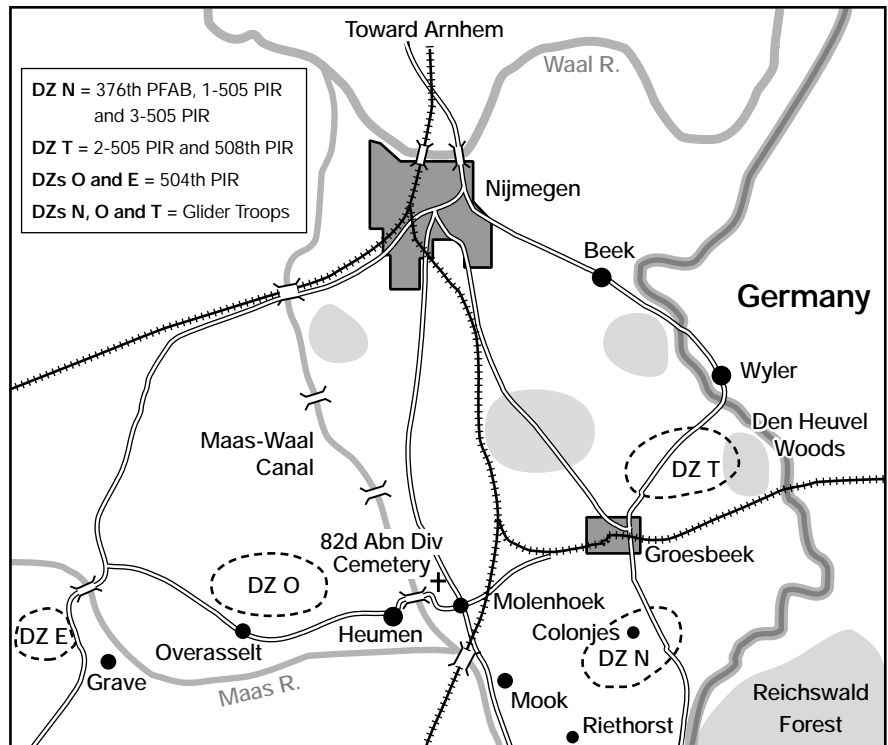 Toward Arnhem
Waal R.
DZ N = 376th PFAB, 1-505 PIR
and 3-505 PIR
DZ T = 2-505 PIR and 508th PIR
DZs O and E = 504th PIR
DZs N, O and T = Glider Troops
Nijmegen
Beek
Germany
Wyler
Maas-Waal
Canal
Den Heuvel
Woods
DZ T
82d Abn Div
Cemetery
Groesbeek
DZ O
Molenhoek
Heumen
Colonjes
DZ E
Overasselt
DZ N
Grave
Maas R.
Mook
Reichswald
Forest
Riethorst